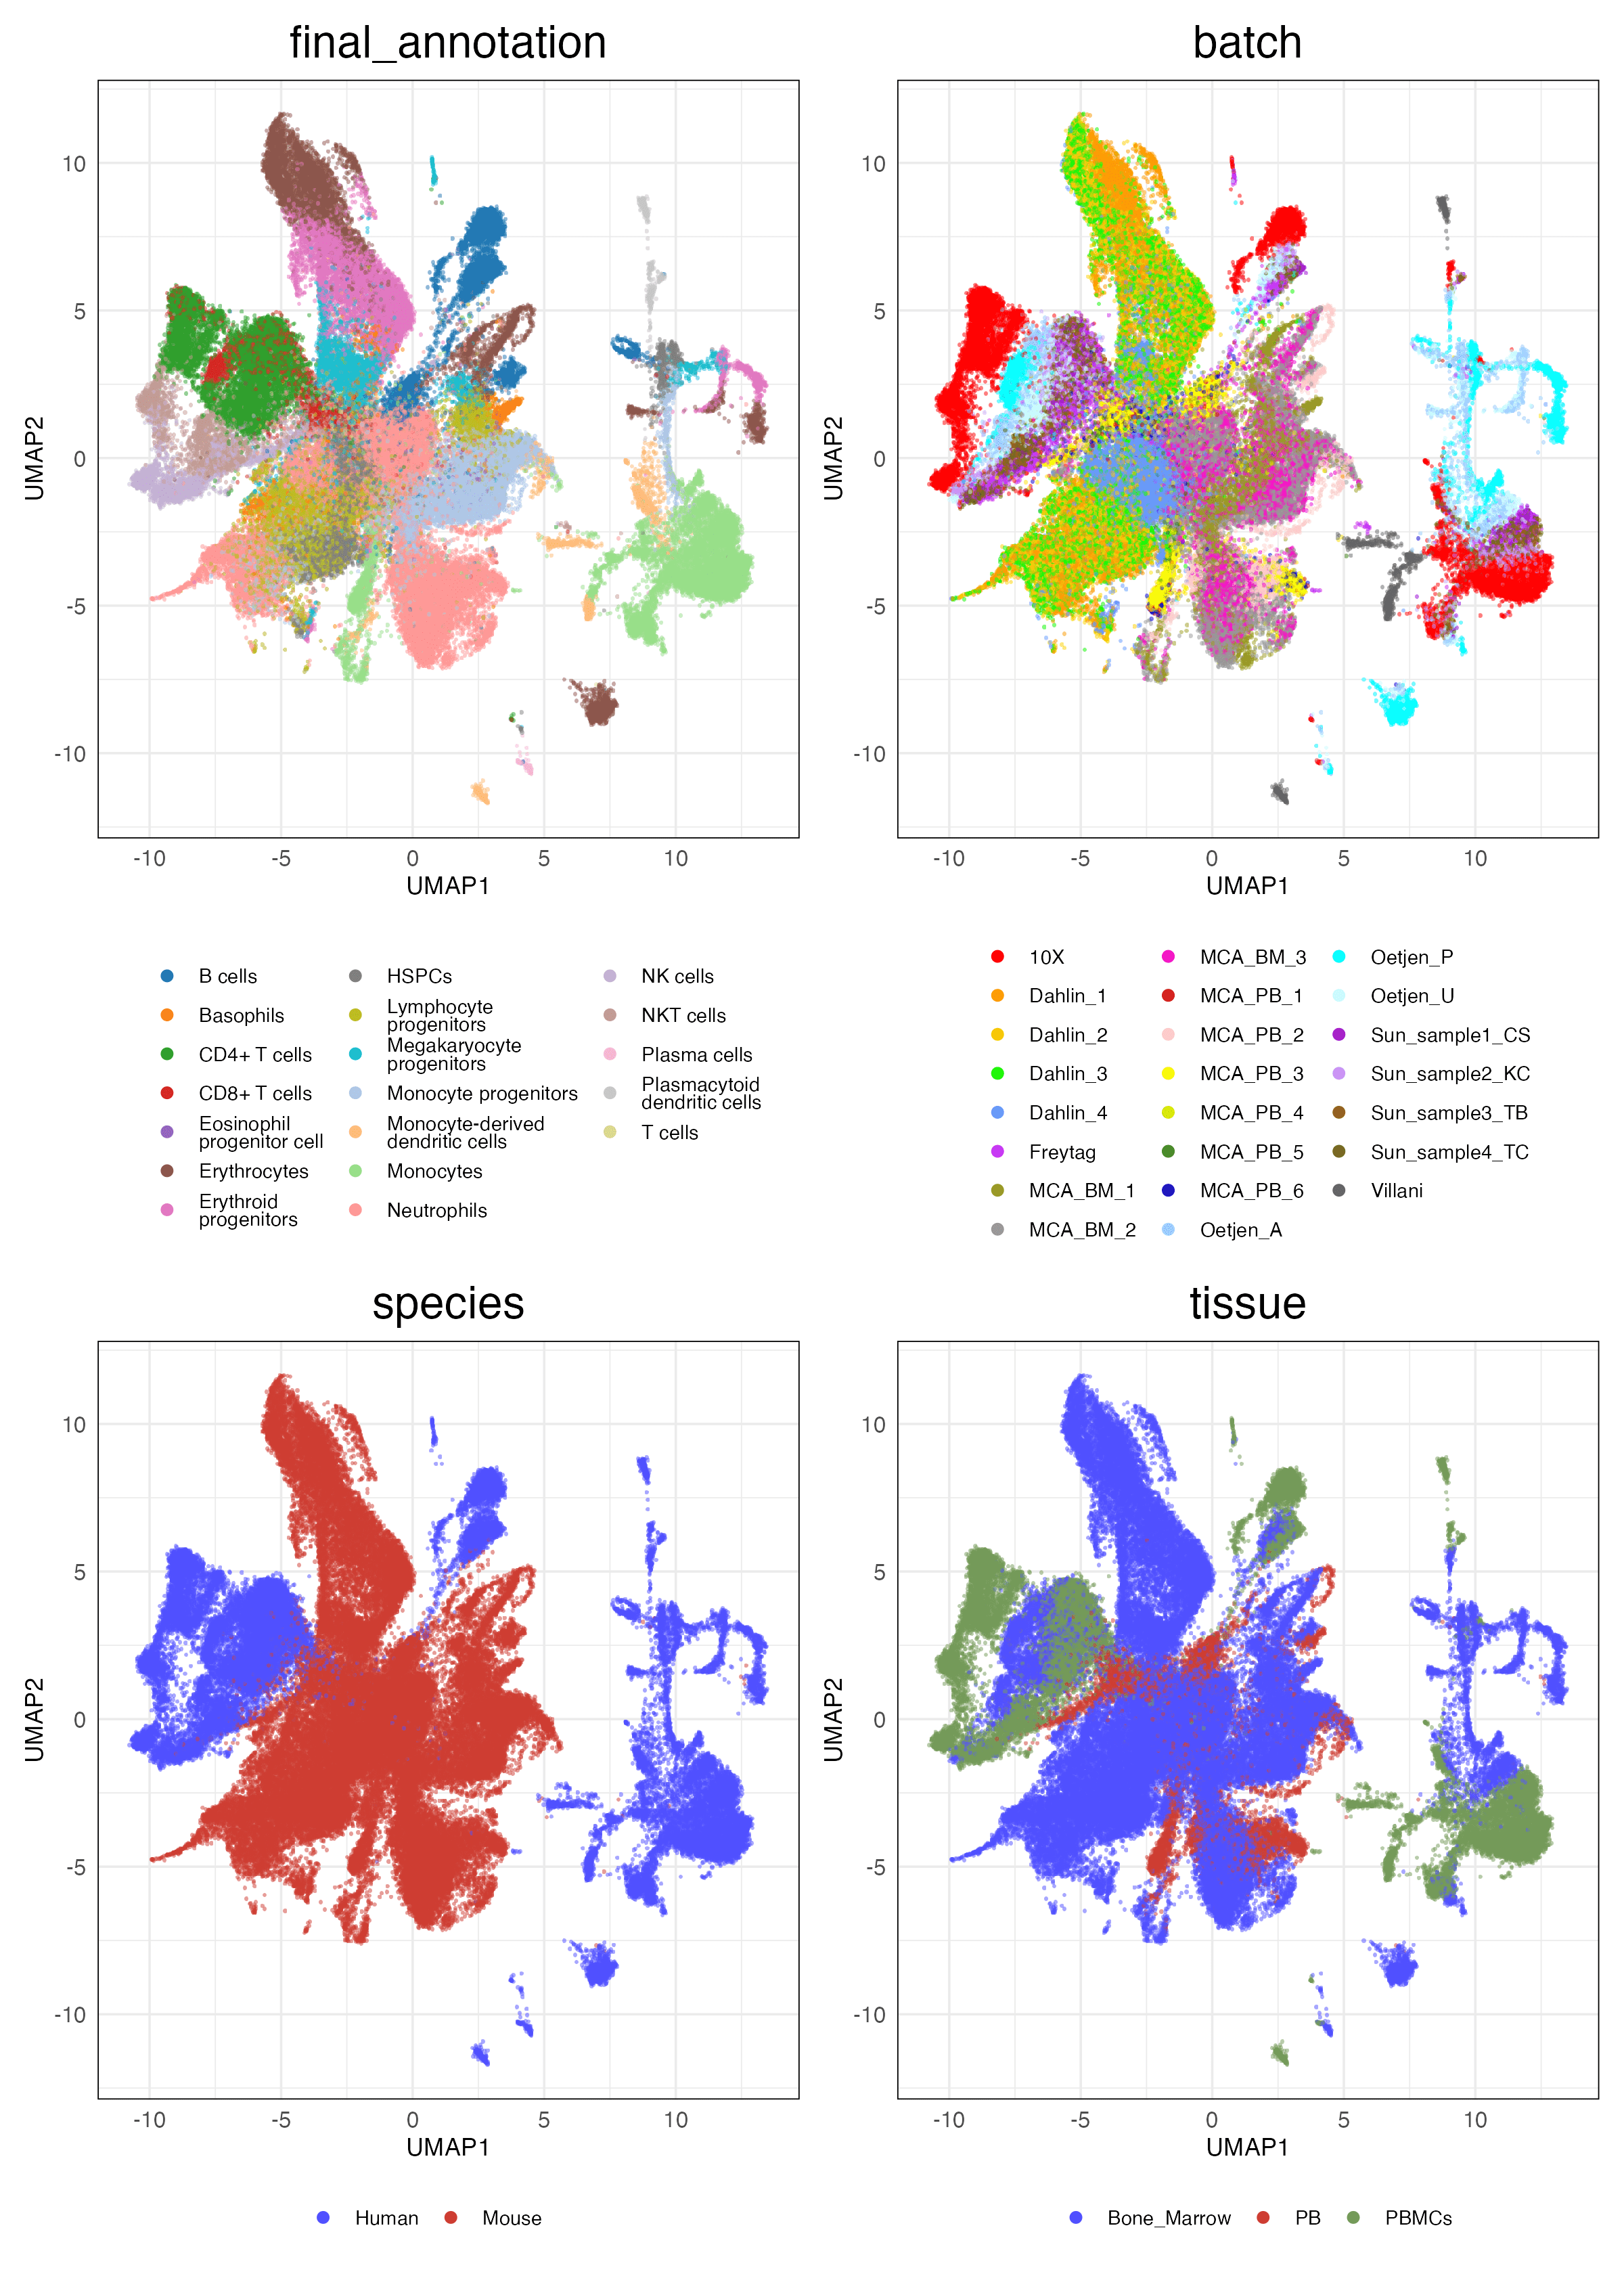 final_annotation
batch
10
5
0
-5
-10
UMAP2
-10
-5
0
5
10
UMAP1
10
5
0
-5
-10
UMAP2
-10
-5
0
5
10
UMAP1
B cells
Basophils
CD4+ T cells
CD8+ T cells
Eosinophil
progenitor cell
Erythrocytes
Erythroid
progenitors
HSPCs
Lymphocyte
progenitors
Megakaryocyte
progenitors
Monocyte progenitors
Monocyte-derived
dendritic cells
Monocytes
Neutrophils
NK cells
NKT cells
Plasma cells
Plasmacytoid
dendritic cells
T cells
10X
Dahlin_1
Dahlin_2
Dahlin_3
Dahlin_4
Freytag
MCA_BM_1
MCA_BM_2
MCA_BM_3
MCA_PB_1
MCA_PB_2
MCA_PB_3
MCA_PB_4
MCA_PB_5
MCA_PB_6
Oetjen_A
Oetjen_P
Oetjen_U
Sun_sample1_CS
Sun_sample2_KC
Sun_sample3_TB
Sun_sample4_TC
Villani
species
tissue
10
5
0
-5
-10
UMAP2
-10
-5
0
5
10
UMAP1
10
5
0
-5
-10
UMAP2
-10
-5
0
5
10
UMAP1
Human
Mouse
Bone_Marrow
PB
PBMCs